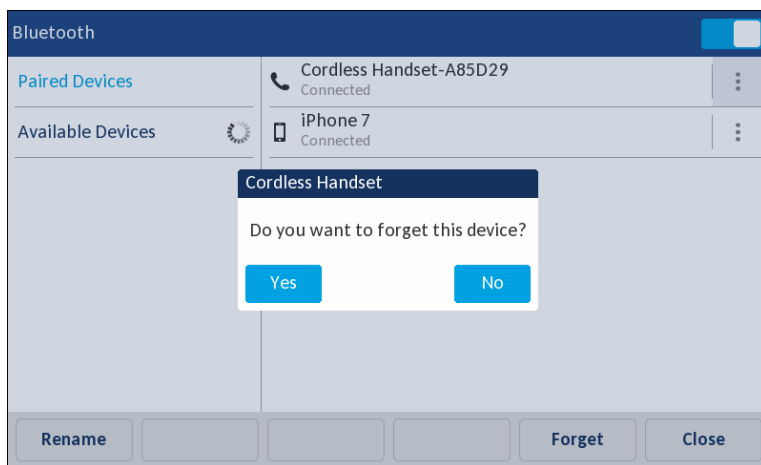 Bluetooth
Paired Devices
Available Devices
Cordless Handset-A85D29
Connected
iPhone 7
Connected
Cordless Handset
Do you want to forget this device?
Yes No
Rename Forget Close